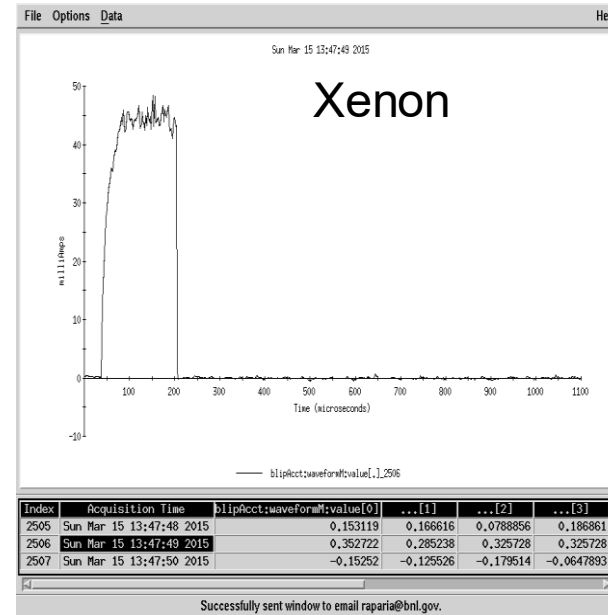 File Options Data He
Sun Mar 15 13:47:49 2015
Xenon
50
40
30
20
10
0
-10
milliAmps
100 200 300 400 500 600 700 800 900 1000 1100
Time (microseconds)
blipAcct:waveformM:value[.]_2506
Index Acquisition Time blipAcct:waveformM:value[0] ...[1] ...[2] ...[3]
2505 Sun Mar 15 13:47:48 2015 0.153119 0.166616 0.0788856 0.186861
2506 Sun Mar 15 13:47:49 2015 0.352722 0.285238 0.325728 0.325728
2507 Sun Mar 15 13:47:50 2015 -0.15252 -0.125526 -0.179514 -0.0647893
Successfully sent window to email raparia@bnl.gov.